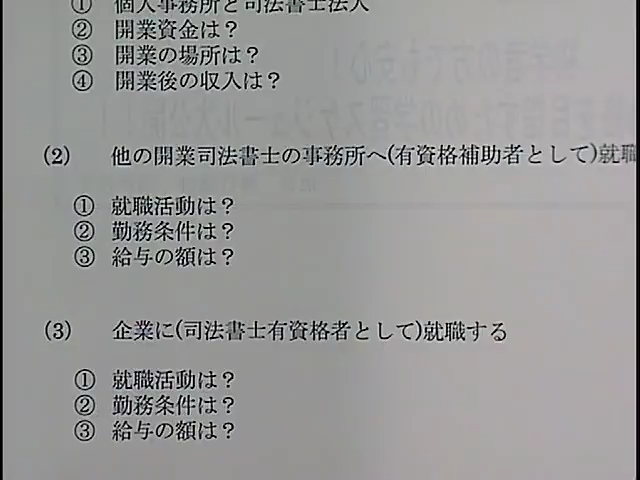 ① 個人事務所と司法書士法人
② 開業資金は？
③ 開業の場所は？
④ 開業後の収入は？
(2) 他の開業司法書士の事務所へ(有資格補助者として)就職
① 就職活動は？
② 勤務条件は？
③ 給与の額は？
(3) 企業に(司法書士有資格者として)就職する
① 就職活動は？
② 勤務条件は？
③ 給与の額は？